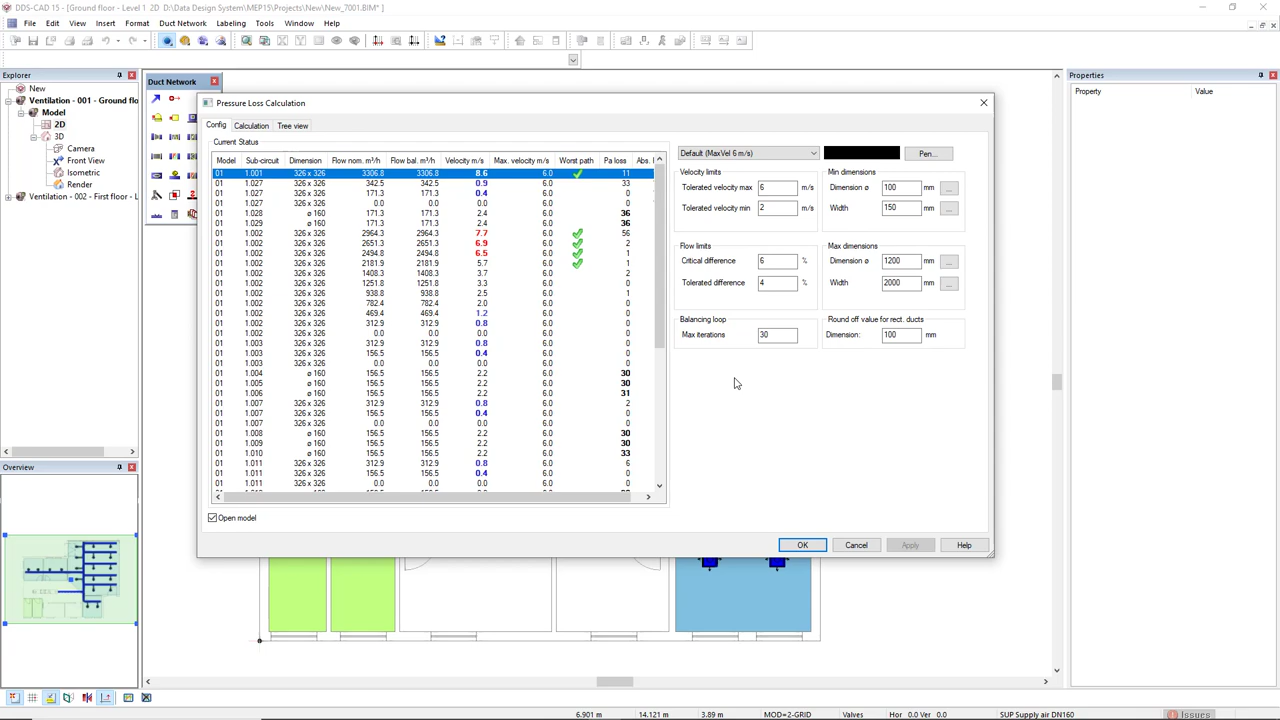 DDS-CAD 15 - [Ground floor - Level 1  2D  D:\Data Design System\MEP15\Projects\New\New_7001.BIM* ]
File Edit View Insert Format Duct Network Labeling Tools Window Help
Explorer
New
Ventilation - 001 - Ground floo
Model
2D
3D
Camera
Front View
Isometric
Render
Ventilation - 002 - First floor - L
Overview
Duct Network
Properties
Property Value
Pressure Loss Calculation
Config Calculation Tree view
Current Status
Model Sub-circuit Dimension Flow nom. m³/h Flow bal. m³/h Velocity m/s Max. velocity m/s Worst path Pa loss Abs. l
01 1.001 326 x 326 3306.8 3306.8 8.6 6.0 11
01 1.027 326 x 326 342.5 342.5 0.9 6.0 33
01 1.027 326 x 326 171.3 171.3 0.4 6.0 0
01 1.027 326 x 326 0.0 0.0 0.0 6.0 0
01 1.028 ø 160 171.3 171.3 2.4 6.0 36
01 1.029 ø 160 171.3 171.3 2.4 6.0 36
01 1.002 326 x 326 2964.3 2964.3 7.7 6.0 56
01 1.002 326 x 326 2651.3 2651.3 6.9 6.0 2
01 1.002 326 x 326 2494.8 2494.8 6.5 6.0 1
01 1.002 326 x 326 2181.9 2181.9 5.7 6.0 1
01 1.002 326 x 326 1408.3 1408.3 3.7 6.0 2
01 1.002 326 x 326 1251.8 1251.8 3.3 6.0 0
01 1.002 326 x 326 938.8 938.8 2.5 6.0 1
01 1.002 326 x 326 782.4 782.4 2.0 6.0 0
01 1.002 326 x 326 469.4 469.4 1.2 6.0 0
01 1.002 326 x 326 312.9 312.9 0.8 6.0 0
01 1.002 326 x 326 0.0 0.0 0.0 6.0 0
01 1.003 326 x 326 312.9 312.9 0.8 6.0 0
01 1.003 326 x 326 156.5 156.5 0.4 6.0 0
01 1.003 326 x 326 0.0 0.0 0.0 6.0 0
01 1.004 ø 160 156.5 156.5 2.2 6.0 30
01 1.005 ø 160 156.5 156.5 2.2 6.0 30
01 1.006 ø 160 156.5 156.5 2.2 6.0 31
01 1.007 326 x 326 312.9 312.9 0.8 6.0 2
01 1.007 326 x 326 156.5 156.5 0.4 6.0 0
01 1.007 326 x 326 0.0 0.0 0.0 6.0 0
01 1.008 ø 160 156.5 156.5 2.2 6.0 30
01 1.009 ø 160 156.5 156.5 2.2 6.0 30
01 1.010 ø 160 156.5 156.5 2.2 6.0 33
01 1.011 326 x 326 312.9 312.9 0.8 6.0 6
01 1.011 326 x 326 156.5 156.5 0.4 6.0 0
01 1.011 326 x 326 0.0 0.0 0.0 6.0 0
Open model
Default (MaxVel 6 m/s) Pen...
Velocity limits
Tolerated velocity max 6 m/s
Tolerated velocity min 2 m/s
Min dimensions
Dimension ø 100 mm ...
Width 150 mm ...
Flow limits
Critical difference 6 %
Tolerated difference 4 %
Max dimensions
Dimension ø 1200 mm ...
Width 2000 mm ...
Balancing loop
Max iterations 30
Round off value for rect. ducts
Dimension: 100 mm
OK Cancel Apply Help
6.901 m 14.121 m 3.89 m MOD=2-GRID Valves Hor 0.0 Ver 0.0 SUP Supply air DN160 Issues